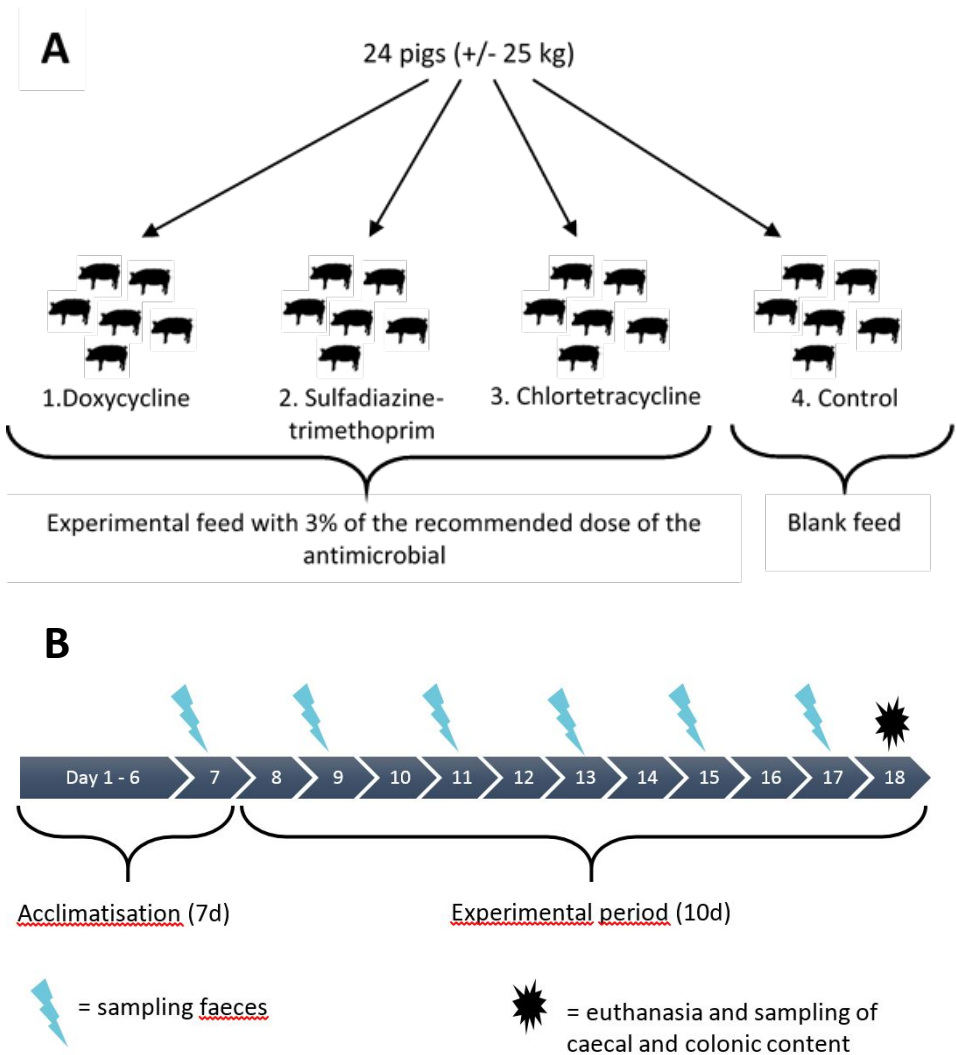 A
24 pigs (+/- 25 kg)
1.Doxycycline
2. Sulfadiazine-
trimethoprim
3. Chlortetracycline
4. Control
Experimental feed with 3% of the recommended dose of the
antimicrobial
Blank feed
B
Day 1 - 6 7 8 9 10 11 12 13 14 15 16 17 18
Acclimatisation (7d)
Experimental period (10d)
= sampling faeces
= euthanasia and sampling of
caecal and colonic content